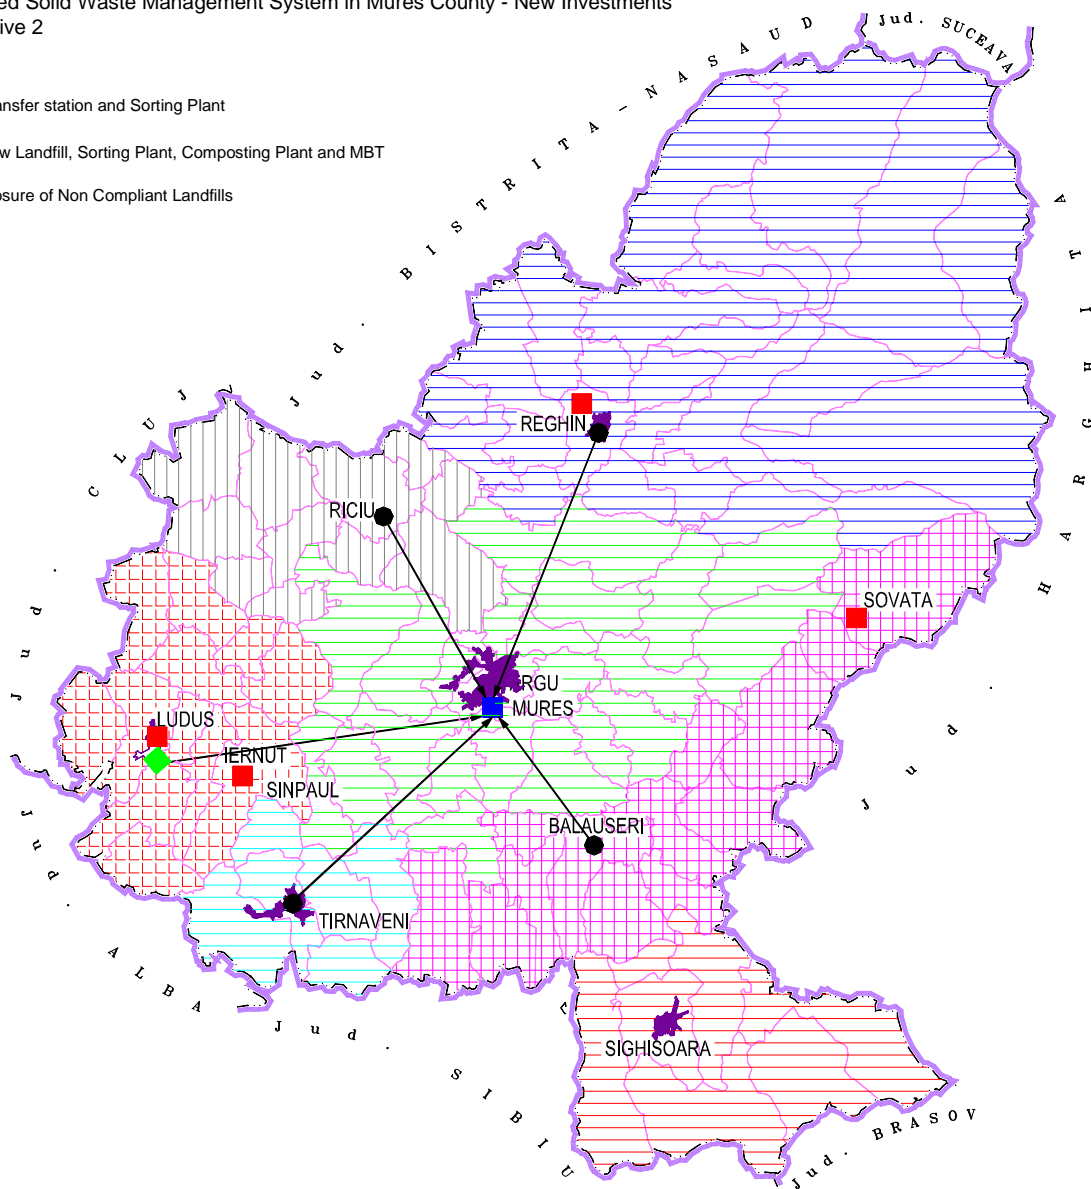 ed Solid Waste Management System in Mures County - New Investments
ive 2
ansfer station and Sorting Plant
w Landfill, Sorting Plant, Composting Plant and MBT
osure of Non Compliant Landfills
Jud. SUCEAVA
Jud. BISTRITA-NASAUD
CLUJ
Jud.
HARGHITA
Jud.
REGHIN
RICIU
SOVATA
RGU
MURES
LUDUS
IERNUT
SINPAUL
BALAUSERI
TIRNAVENI
SIGHISOARA
Jud.
ALBA
Jud. SIBIU
Jud. BRASOV